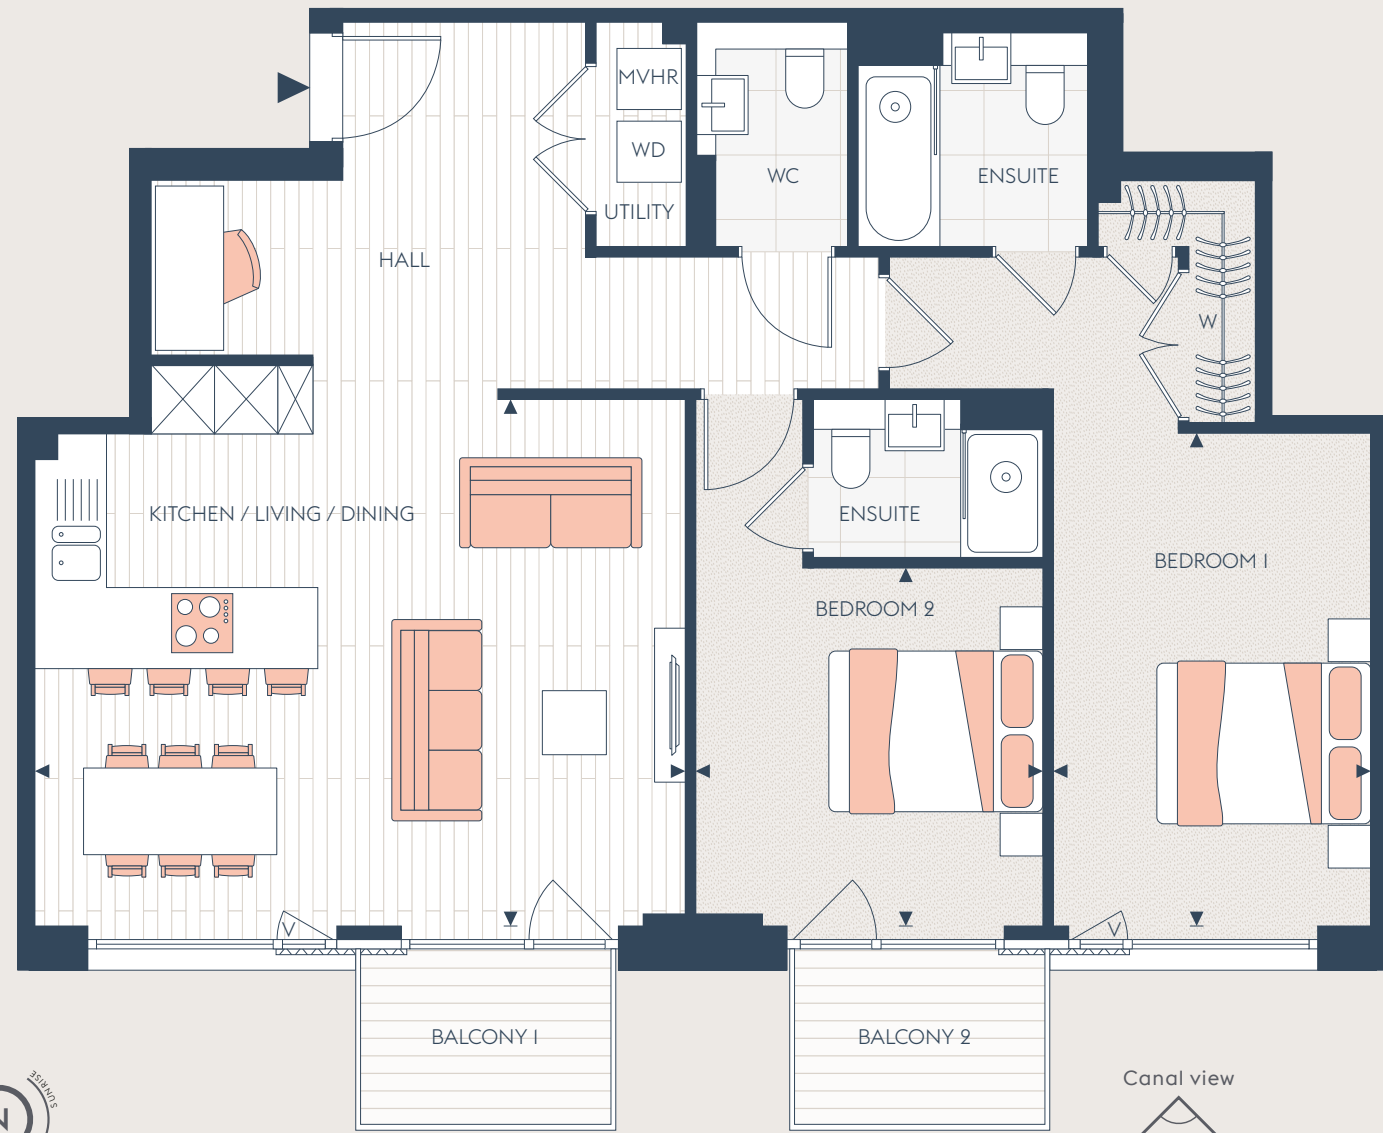 MVHR
WD
UTILITY
WC
ENSUITE
HALL
W
KITCHEN / LIVING / DINING
ENSUITE
BEDROOM 1
BEDROOM 2
V
V
BALCONY 1
BALCONY 2
SUNRISE
N
Canal view